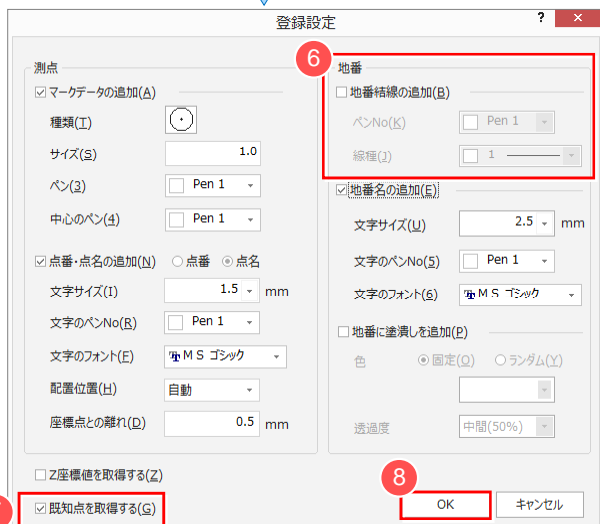 登録設定
?
×
6
測点
マークデータの追加(A)
種類(T)
サイズ(S)
1.0
ペン(3)
Pen 1
中心のペン(4)
Pen 1
点番・点名の追加(N)
点番
点名
文字サイズ(I)
1.5
mm
文字のペンNo(R)
Pen 1
文字のフォント(F)
MS ゴシック
配置位置(H)
自動
座標点との離れ(D)
0.5
mm
Z座標値を取得する(Z)
既知点を取得する(G)
地番
地番結線の追加(B)
ペンNo(K)
Pen 1
線種(J)
1
地番名の追加(E)
文字サイズ(U)
2.5
mm
文字のペンNo(5)
Pen 1
文字のフォント(6)
MS ゴシック
地番に塗潰しを追加(P)
色
固定(O)
ランダム(Y)
透過度
中間(50%)
8
OK
キャンセル